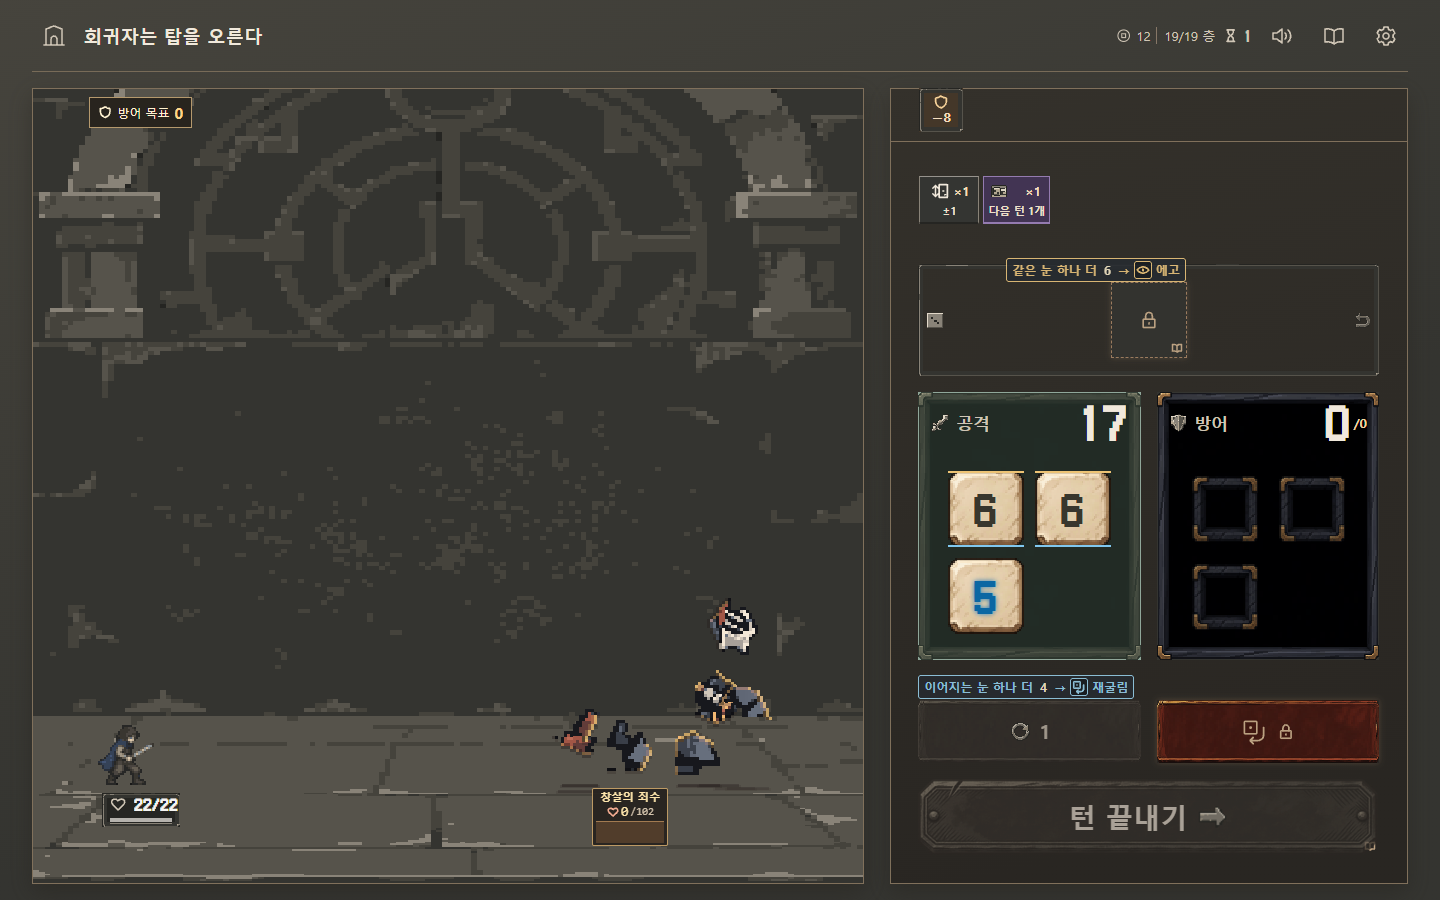 회귀자는 탑을 오른다
12
19/19 층
1
방어 목표 0
−8
×1
±1
×1
다음 턴 1개
같은 눈 하나 더 6 → 에고
공격 17
방어 0/0
6 6
5
이어지는 눈 하나 더 4 → 재굴림
1
턴 끝내기
22/22
창살의 죄수
0/102